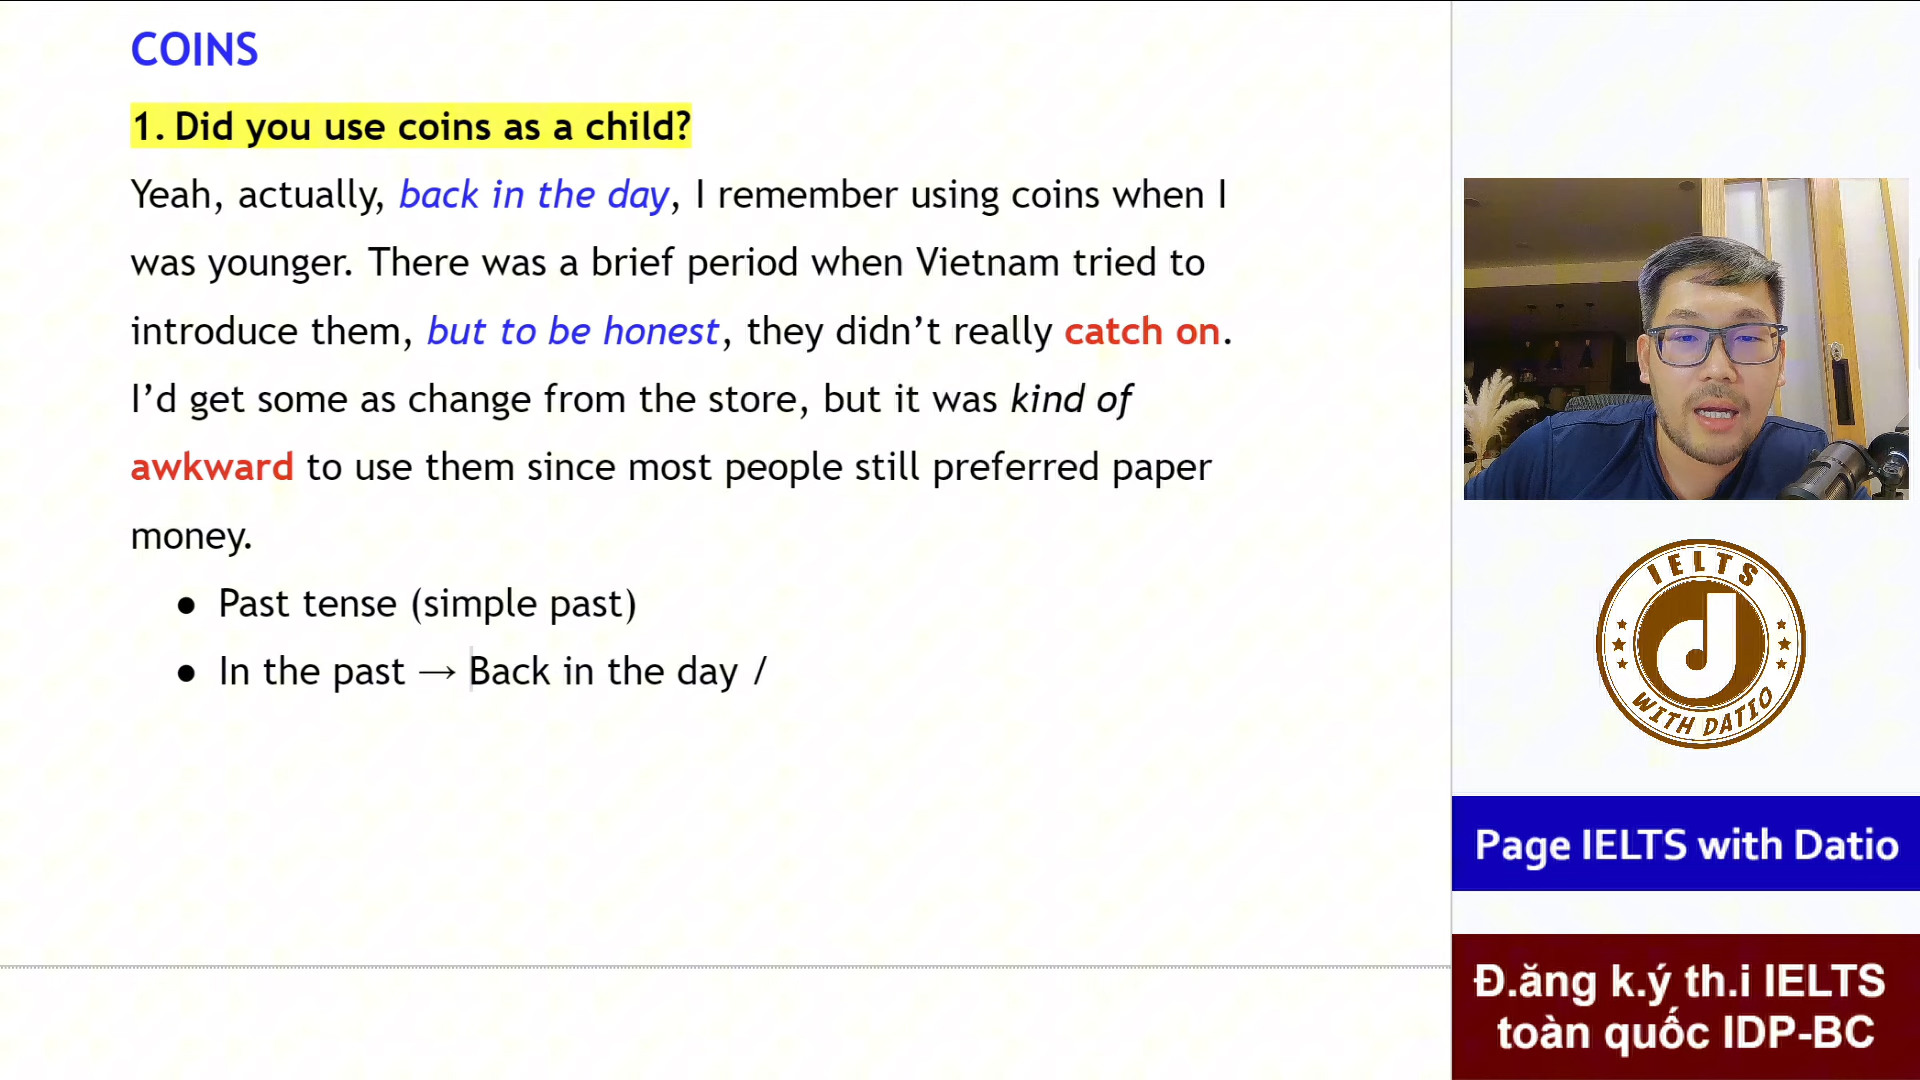 COINS
1. Did you use coins as a child?
Yeah, actually, back in the day, I remember using coins when I
was younger. There was a brief period when Vietnam tried to
introduce them, but to be honest, they didn’t really catch on.
I’d get some as change from the store, but it was kind of
awkward to use them since most people still preferred paper
money.
● Past tense (simple past)
● In the past → Back in the day /
IELTS
WITH DATIO
Page IELTS with Datio
Đ.ăng k.ý th.i IELTS
toàn quốc IDP-BC